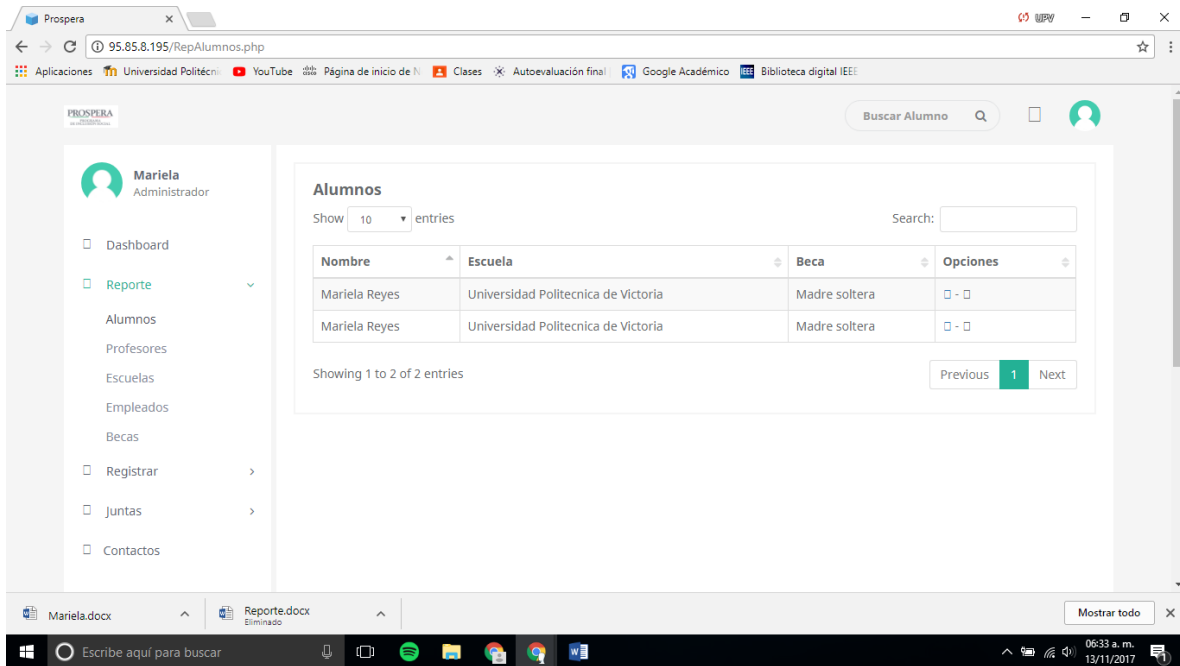 Prospera
UPV
95.85.8.195/RepAlumnos.php
Aplicaciones Universidad Politécni YouTube Página de inicio de N Clases Autoevaluación final Google Académico IEEE Biblioteca digital IEEE
PROSPERA
Buscar Alumno
Mariela
Administrador
Dashboard
Reporte
Alumnos
Profesores
Escuelas
Empleados
Becas
Registrar
Juntas
Contactos
Alumnos
Show 10 entries Search:
Nombre Escuela Beca Opciones
Mariela Reyes Universidad Politecnica de Victoria Madre soltera -
Mariela Reyes Universidad Politecnica de Victoria Madre soltera -
Showing 1 to 2 of 2 entries
Previous 1 Next
Mariela.docx
Reporte.docx
Eliminado
Mostrar todo
Escribe aquí para buscar
06:33 a. m.
13/11/2017
1